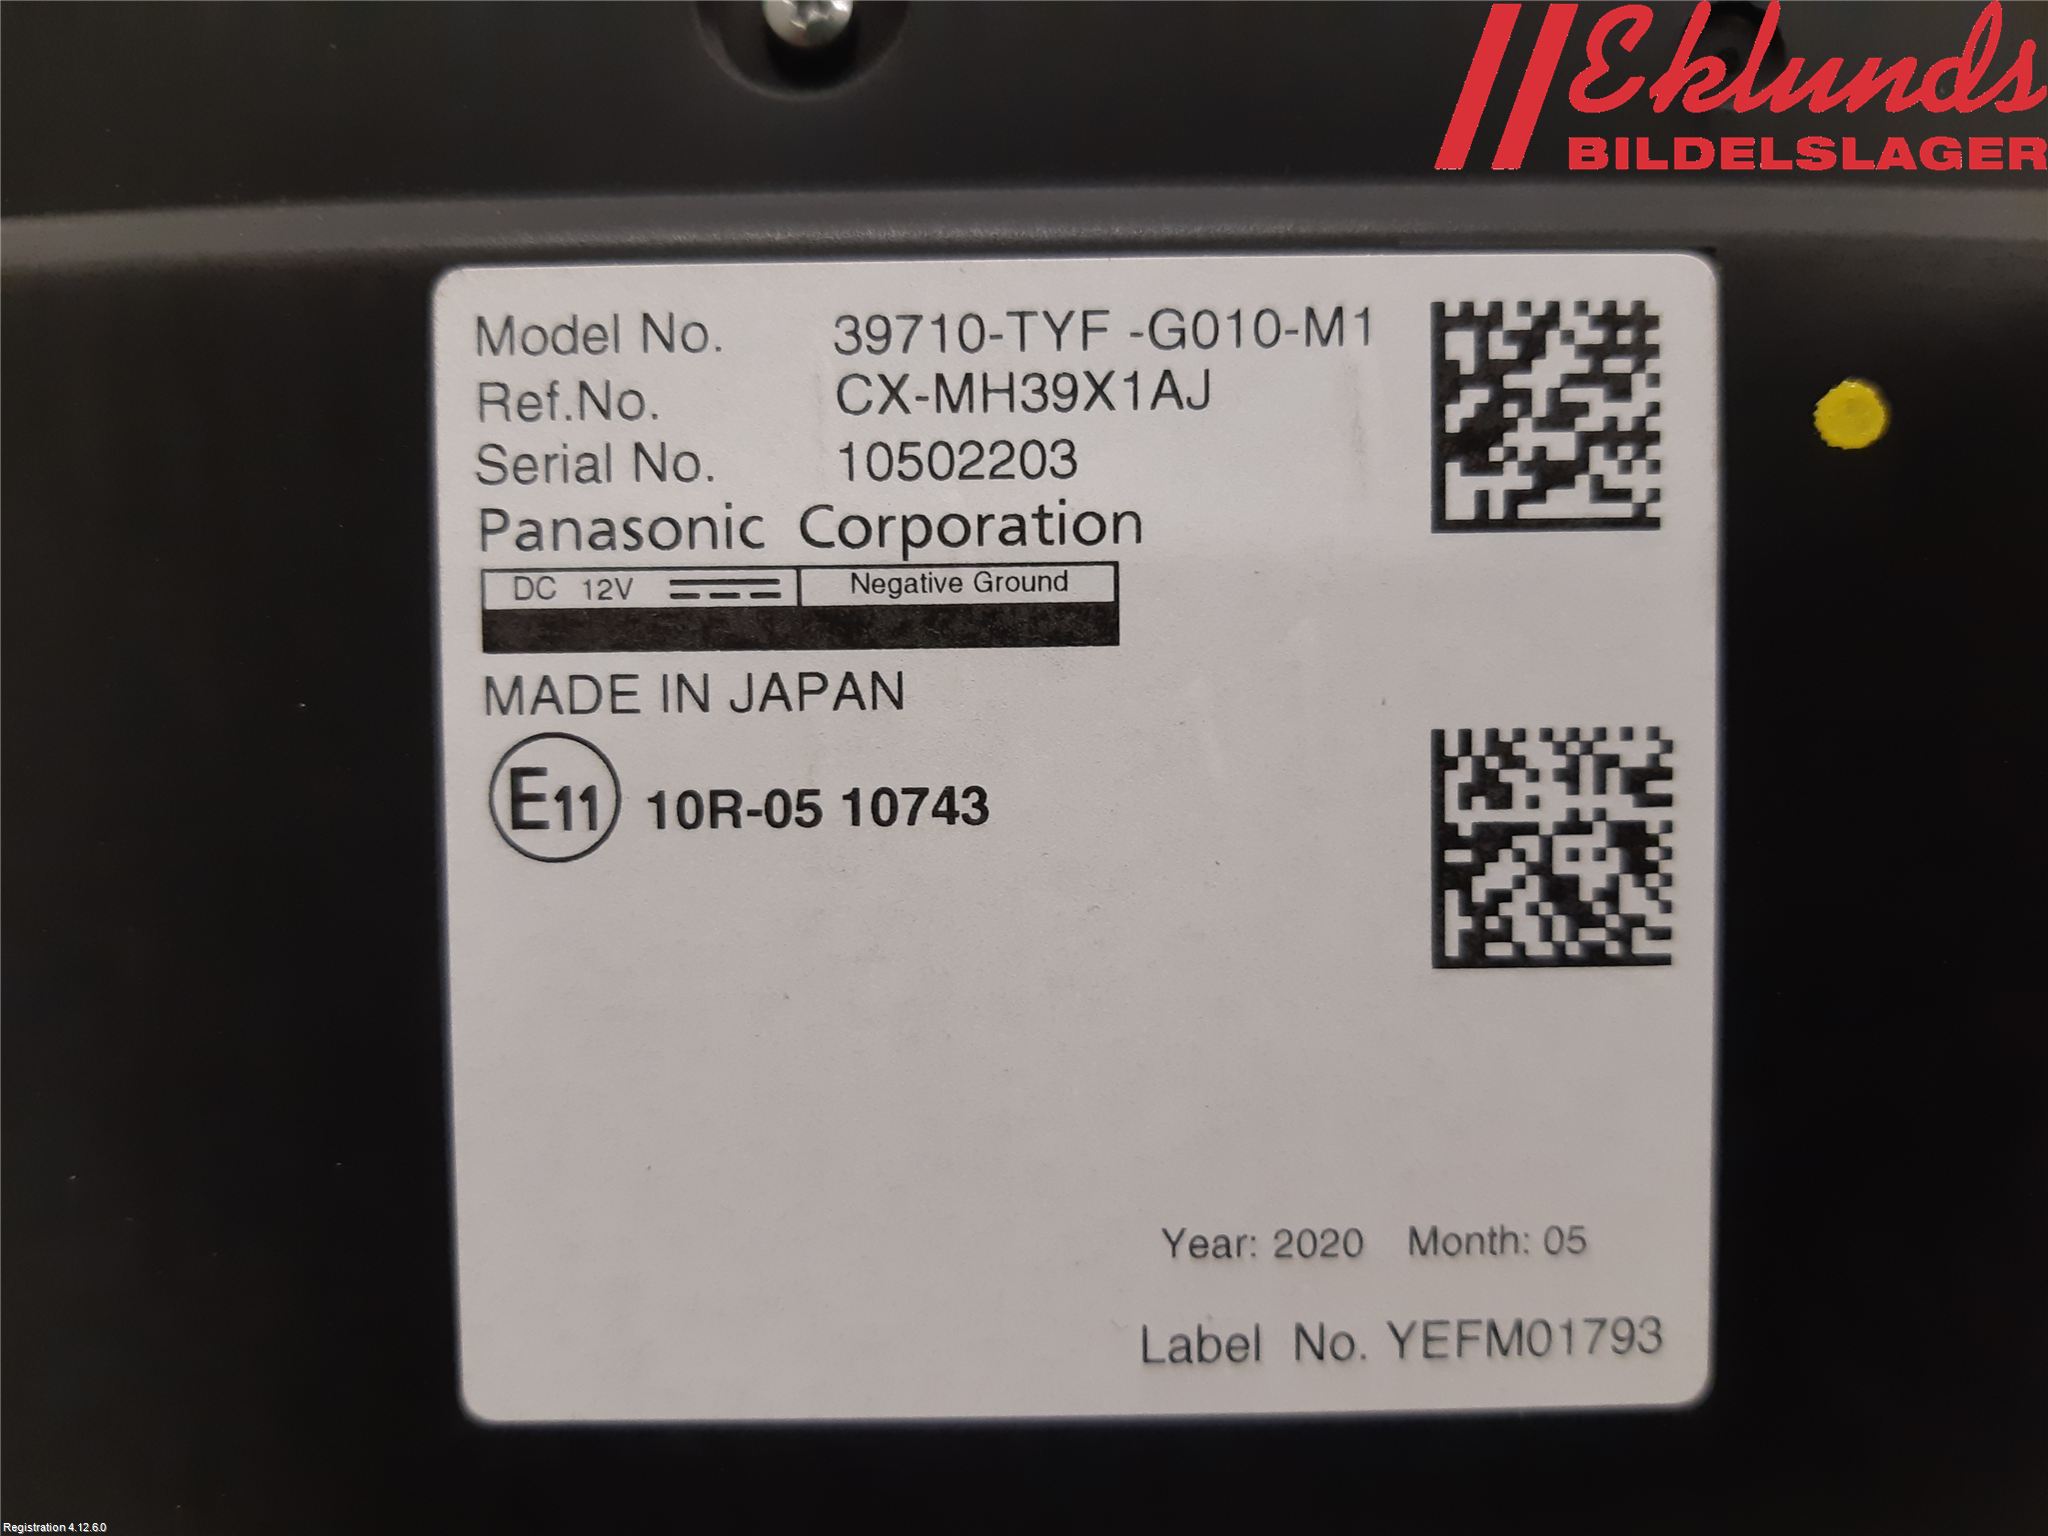 Eklunds
BILDELSLAGER
Model No. 39710-TYF -G010-M1
Ref.No. CX-MH39X1AJ
Serial No. 10502203
Panasonic Corporation
DC 12V Negative Ground
MADE IN JAPAN
E11 10R-05 10743
Year: 2020 Month: 05
Label No. YEFM01793
Registration 4.12.6.0